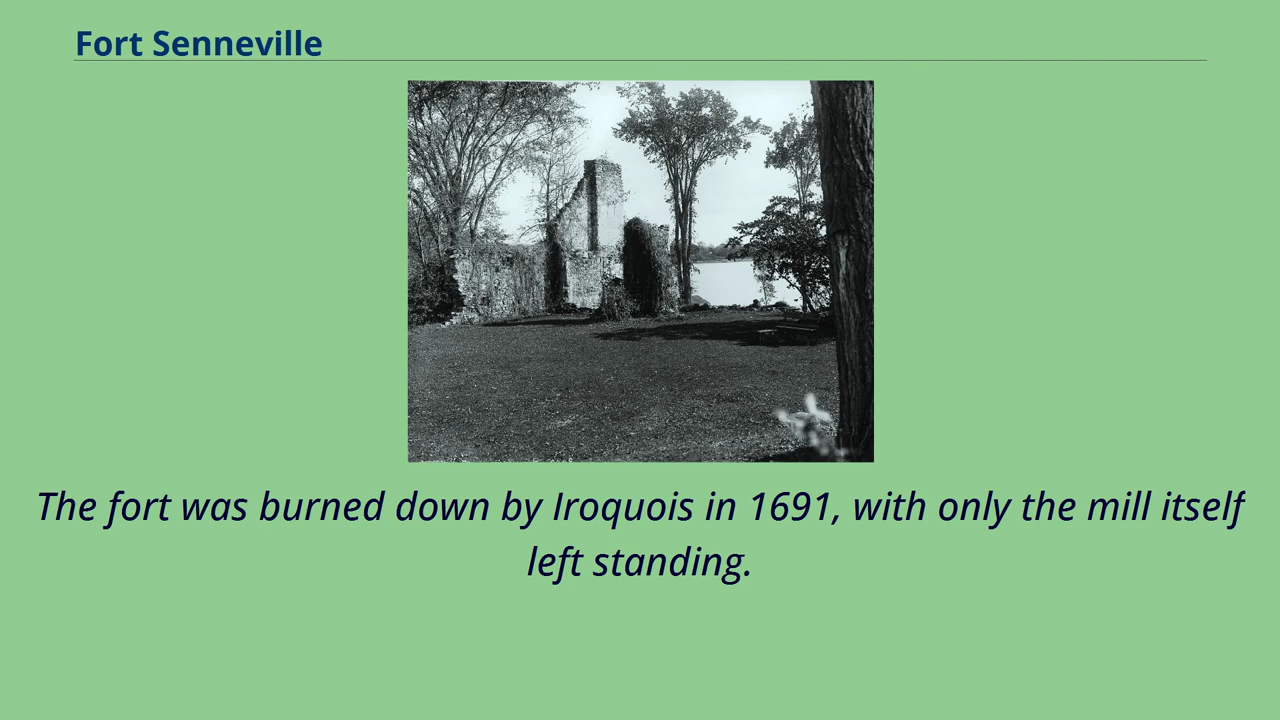 Fort Senneville
The fort was burned down by Iroquois in 1691, with only the mill itself
left standing.